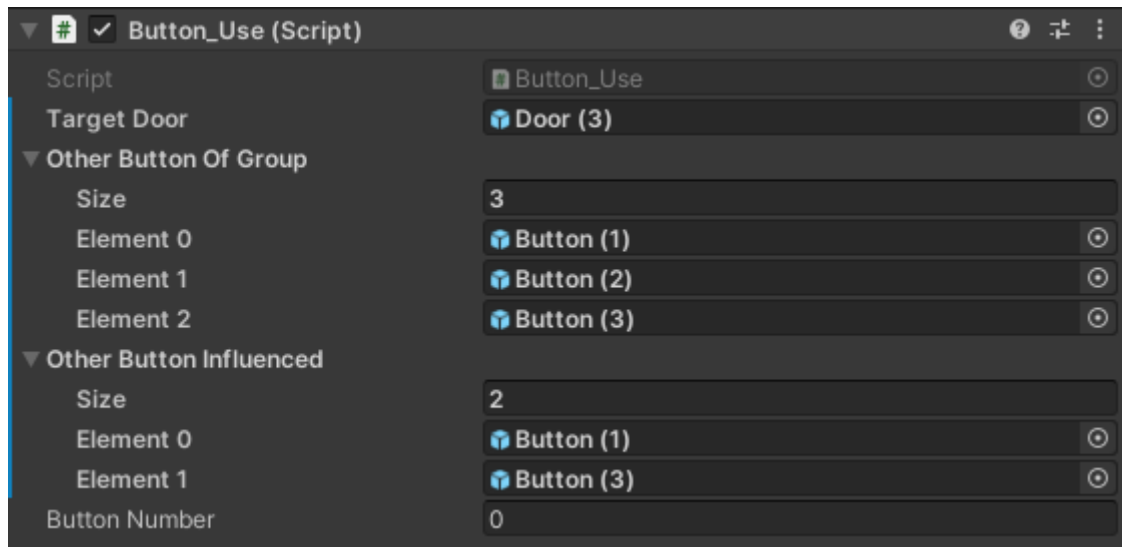 # Button_Use (Script)
Script # Button_Use
Target Door Door (3)
Other Button Of Group
Size 3
Element 0 Button (1)
Element 1 Button (2)
Element 2 Button (3)
Other Button Influenced
Size 2
Element 0 Button (1)
Element 1 Button (3)
Button Number 0